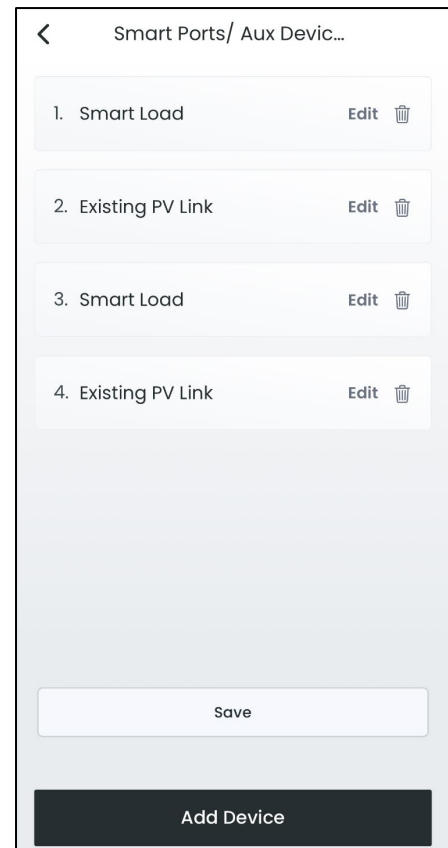 Smart Ports/ Aux Devic...
1. Smart Load Edit
2. Existing PV Link Edit
3. Smart Load Edit
4. Existing PV Link Edit
Save
Add Device